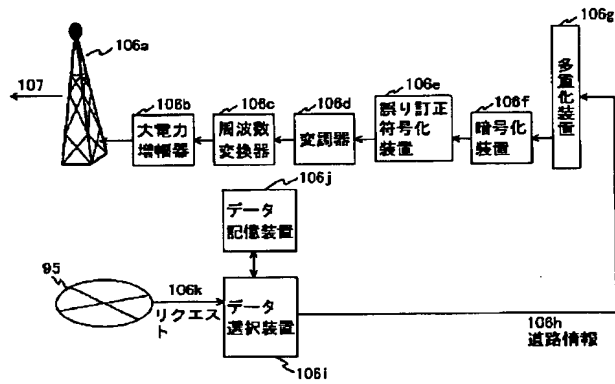 106a
107
106b
大電力
増幅器
106c
周波数
変換器
106d
変調器
106e
誤り訂正
符号化
装置
106f
暗号化
装置
106g
多重化装置
106j
データ
記憶装置
95
106k
リクエス
ト
データ
選択装置
106i
106h
道路情報